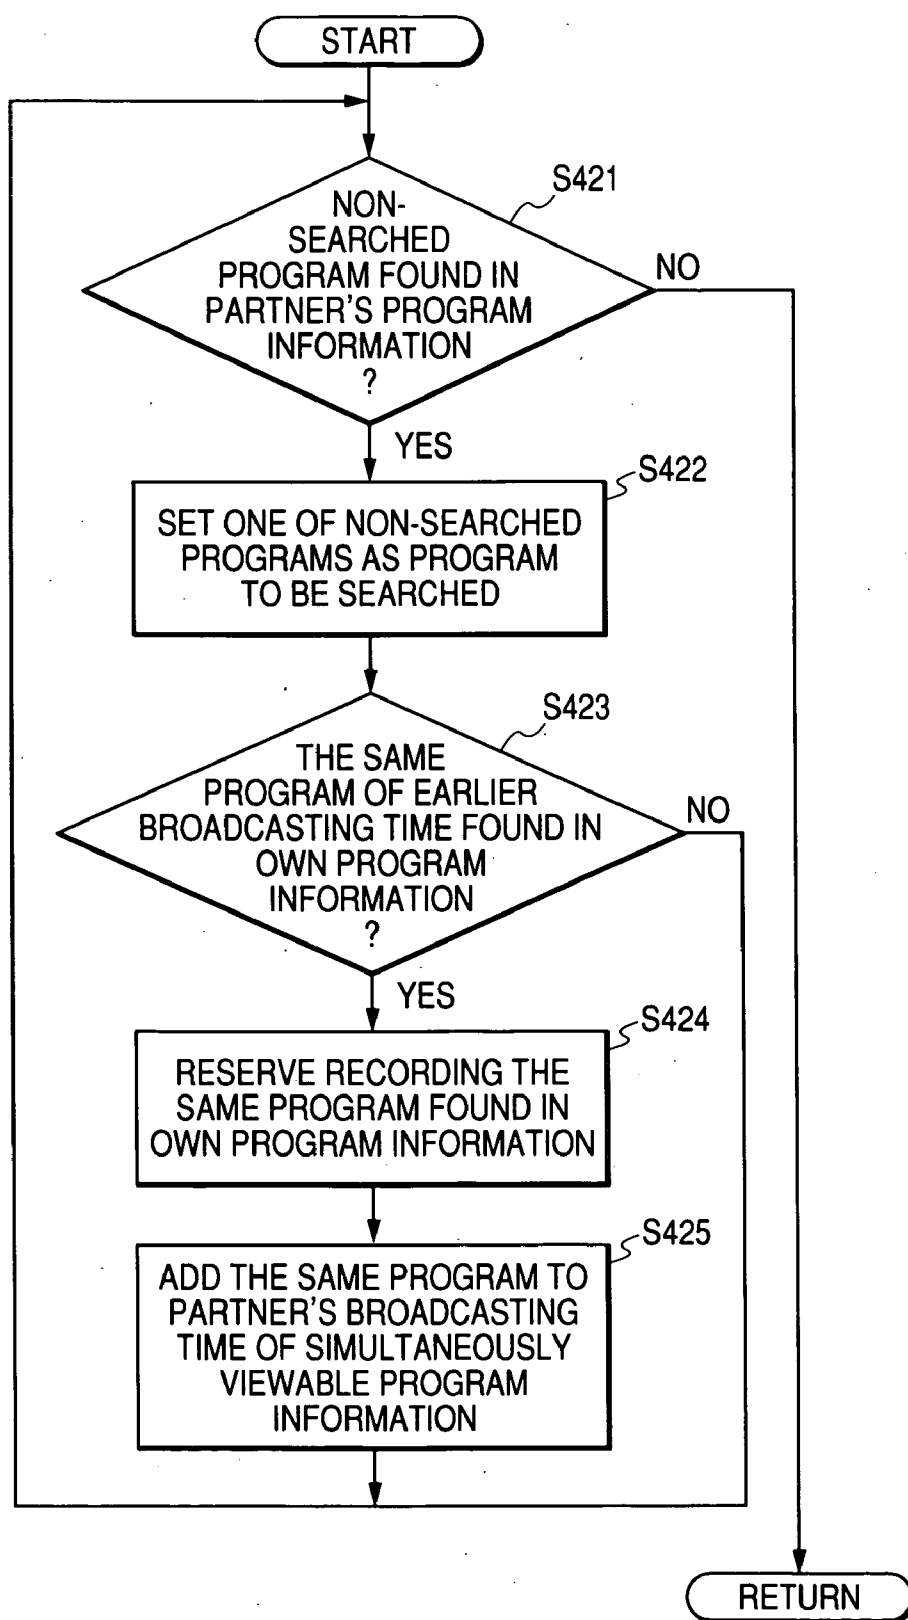 START
S421
NON-
SEARCHED
PROGRAM FOUND IN
PARTNER'S PROGRAM
INFORMATION
?
NO
YES
S422
SET ONE OF NON-SEARCHED
PROGRAMS AS PROGRAM
TO BE SEARCHED
S423
THE SAME
PROGRAM OF EARLIER
BROADCASTING TIME FOUND IN
OWN PROGRAM
INFORMATION
?
NO
YES
S424
RESERVE RECORDING THE
SAME PROGRAM FOUND IN
OWN PROGRAM INFORMATION
S425
ADD THE SAME PROGRAM TO
PARTNER'S BROADCASTING
TIME OF SIMULTANEOUSLY
VIEWABLE PROGRAM
INFORMATION
RETURN